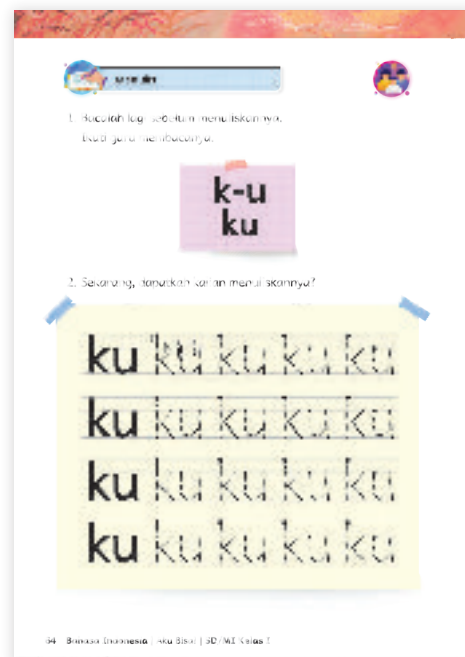 Menulis
1. Bacalah lagi sebelum menuliskannya.
Ikuti guru membacanya.
k-u
ku
2. Sekarang, dapatkah kalian menuliskannya?
ku ku ku ku ku
ku ku ku ku ku
ku ku ku ku ku
ku ku ku ku ku
64 Bahasa Indonesia | Aku Bisa! | SD/MI Kelas I